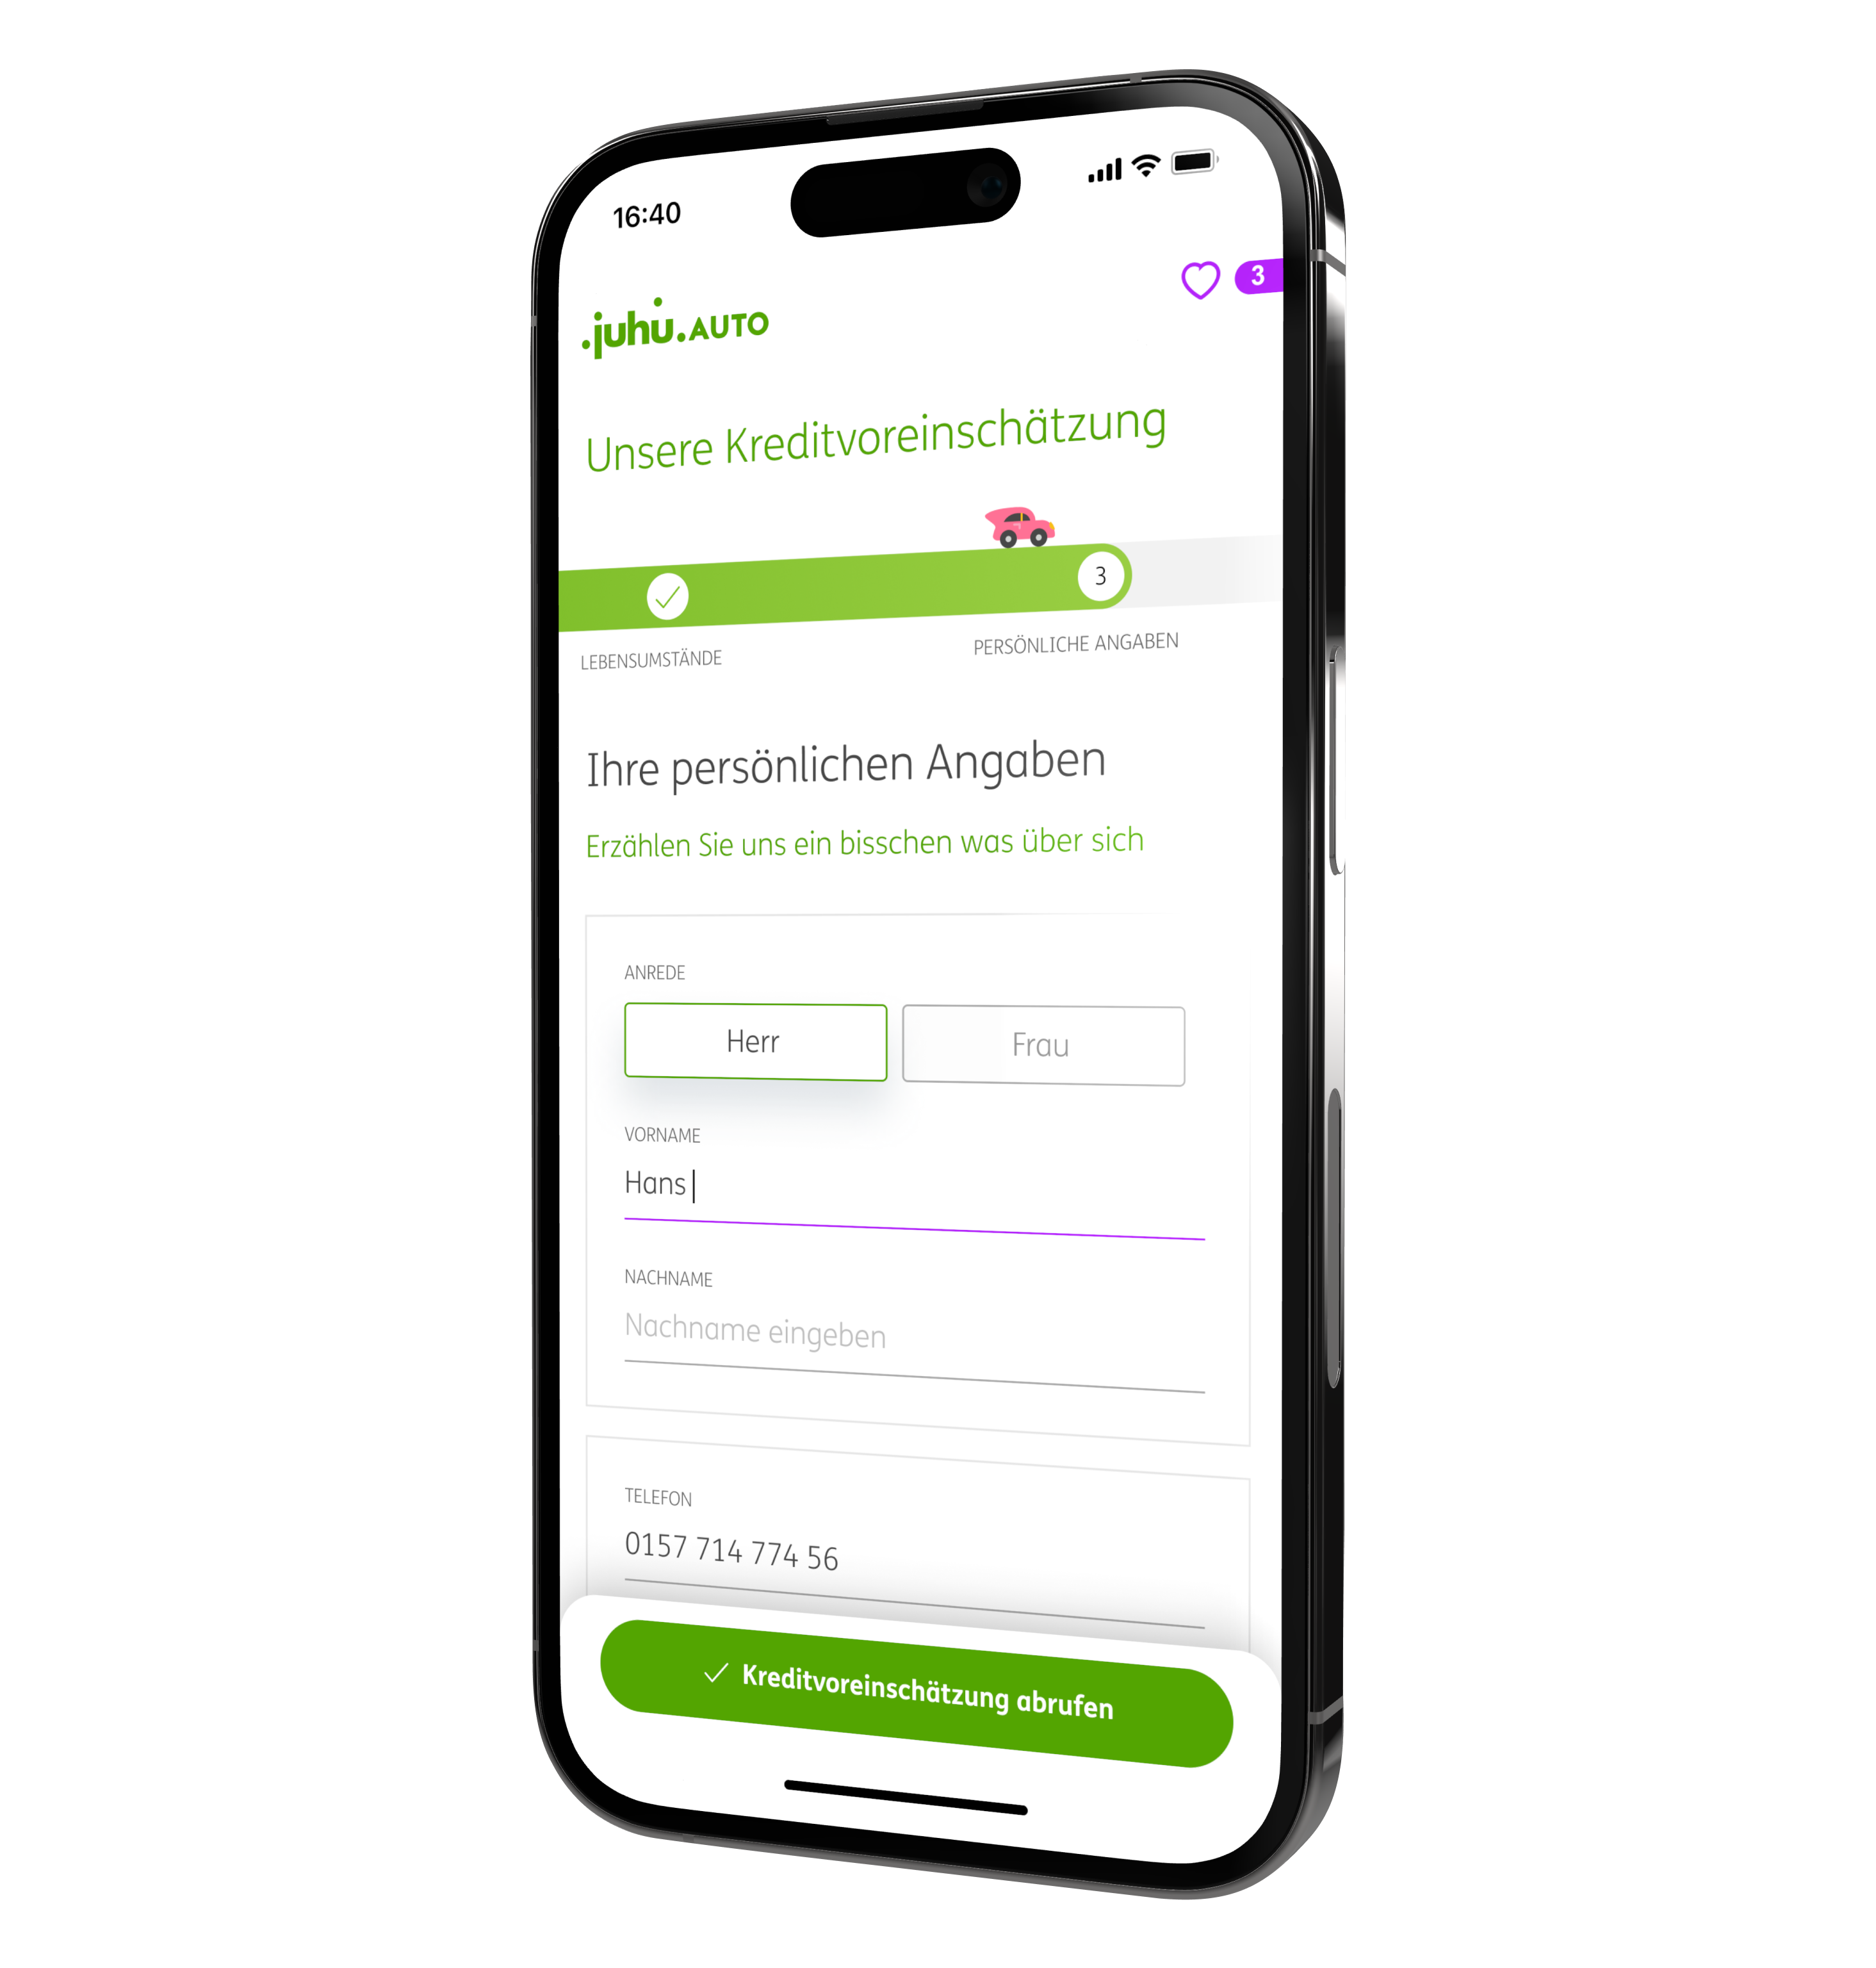 16:40
3
.juhu.AUTO
Unsere Kreditvoreinschätzung
3
LEBENSUMSTÄNDE
PERSÖNLICHE ANGABEN
Ihre persönlichen Angaben
Erzählen Sie uns ein bisschen was über sich
ANREDE
Herr
Frau
VORNAME
Hans
NACHNAME
Nachname eingeben
TELEFON
0157 714 774 56
Kreditvoreinschätzung abrufen